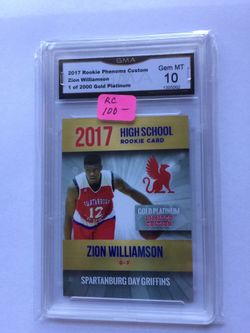 GMA
2017 Rookie Phenoms Custom
Zion Williamson
1 of 2000 Gold Platinum
Gem MT
10
RC
100-
2017
HIGH SCHOOL
ROOKIE CARD
GOLD PLATINUM
12
ZION WILLIAMSON
G-F
SPARTANBURG DAY GRIFFINS